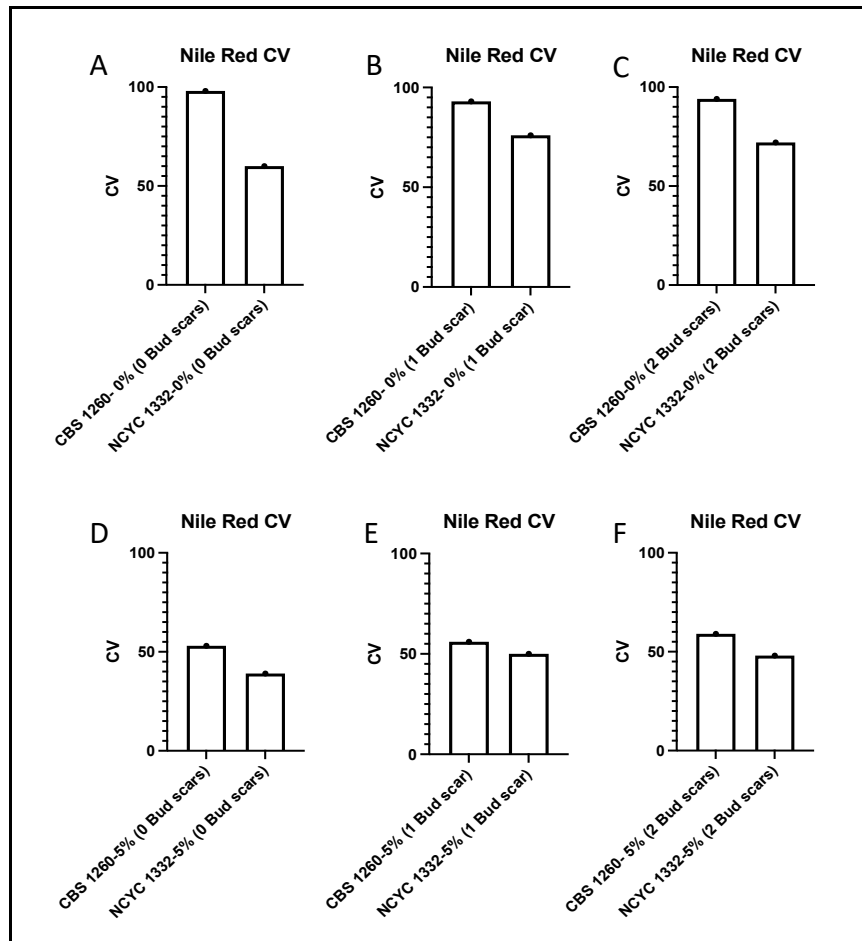 A
Nile Red CV
CV
100
50
0
CBS 1260- 0% (0 Bud scars)
NCYC 1332-0% (0 Bud scars)
B
Nile Red CV
CV
100
50
0
CBS 1260- 0% (1 Bud scar)
NCYC 1332-0% (1 Bud scar)
C
Nile Red CV
CV
100
50
0
CBS 1260-0% (2 Bud scars)
NCYC 1332-0% (2 Bud scars)
D
Nile Red CV
CV
100
50
0
CBS 1260-5% (0 Bud scars)
NCYC 1332-5% (0 Bud scars)
E
Nile Red CV
CV
100
50
0
CBS 1260-5% (1 Bud scar)
NCYC 1332-5% (1 Bud scar)
F
Nile Red CV
CV
100
50
0
CBS 1260- 5% (2 Bud scars)
NCYC 1332-5% (2 Bud scars)